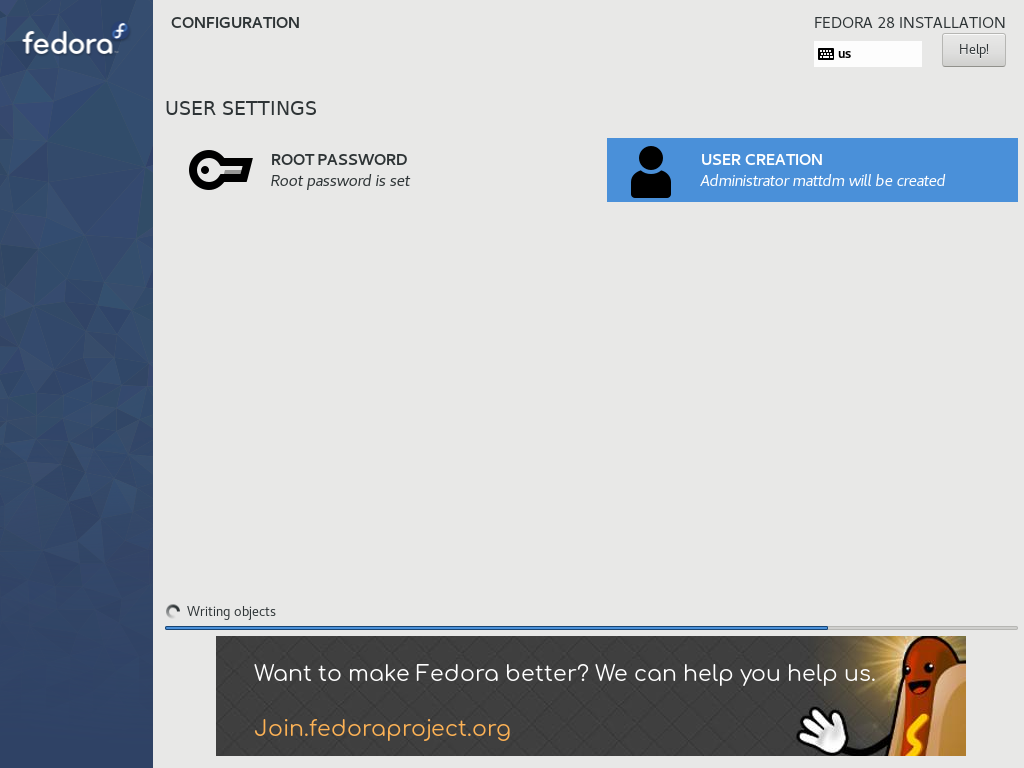 fedora
CONFIGURATION
FEDORA 28 INSTALLATION
us
Help!
USER SETTINGS
ROOT PASSWORD
Root password is set
USER CREATION
Administrator mattdm will be created
Writing objects
Want to make Fedora better? We can help you help us.
Join.fedoraproject.org